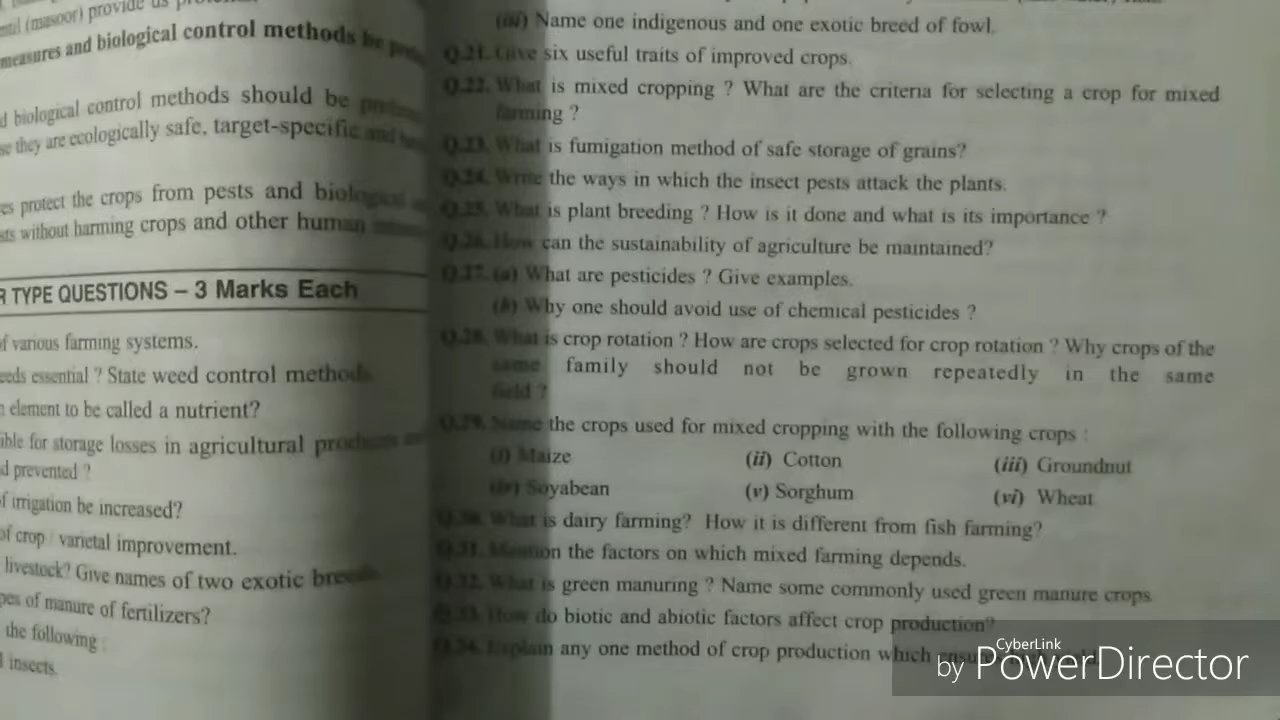 (masoor) provide us
measures and biological control methods be
biological control methods should be
they are ecologically safe, target-specific and
es protect the crops from pests and biological
sts without harming crops and other human
R TYPE QUESTIONS – 3 Marks Each
of various farming systems.
eeds essential ? State weed control methods
element to be called a nutrient?
ible for storage losses in agricultural
d prevented ?
of irrigation be increased?
of crop / varietal improvement.
livestock? Give names of two exotic breeds
pes of manure of fertilizers?
the following :
insects.
(iii) Name one indigenous and one exotic breed of fowl.
Q.21. Give six useful traits of improved crops.
Q.22. What is mixed cropping ? What are the criteria for selecting a crop for mixed
farming ?
Q.23. What is fumigation method of safe storage of grains?
Q.24. Write the ways in which the insect pests attack the plants.
Q.25. What is plant breeding ? How is it done and what is its importance ?
Q.26. How can the sustainability of agriculture be maintained?
Q.27. (a) What are pesticides ? Give examples.
(b) Why one should avoid use of chemical pesticides ?
Q.28. What is crop rotation ? How are crops selected for crop rotation ? Why crops of the
same family should not be grown repeatedly in the same
field ?
Q.29. Name the crops used for mixed cropping with the following crops :
(i) Maize (ii) Cotton (iii) Groundnut
(iv) Soyabean (v) Sorghum (vi) Wheat
Q.30. What is dairy farming? How it is different from fish farming?
Q.31. Mention the factors on which mixed farming depends.
Q.32. What is green manuring ? Name some commonly used green manure crops
Q.33. How do biotic and abiotic factors affect crop production?
Q.34. Explain any one method of crop production which
CyberLink
by PowerDirector